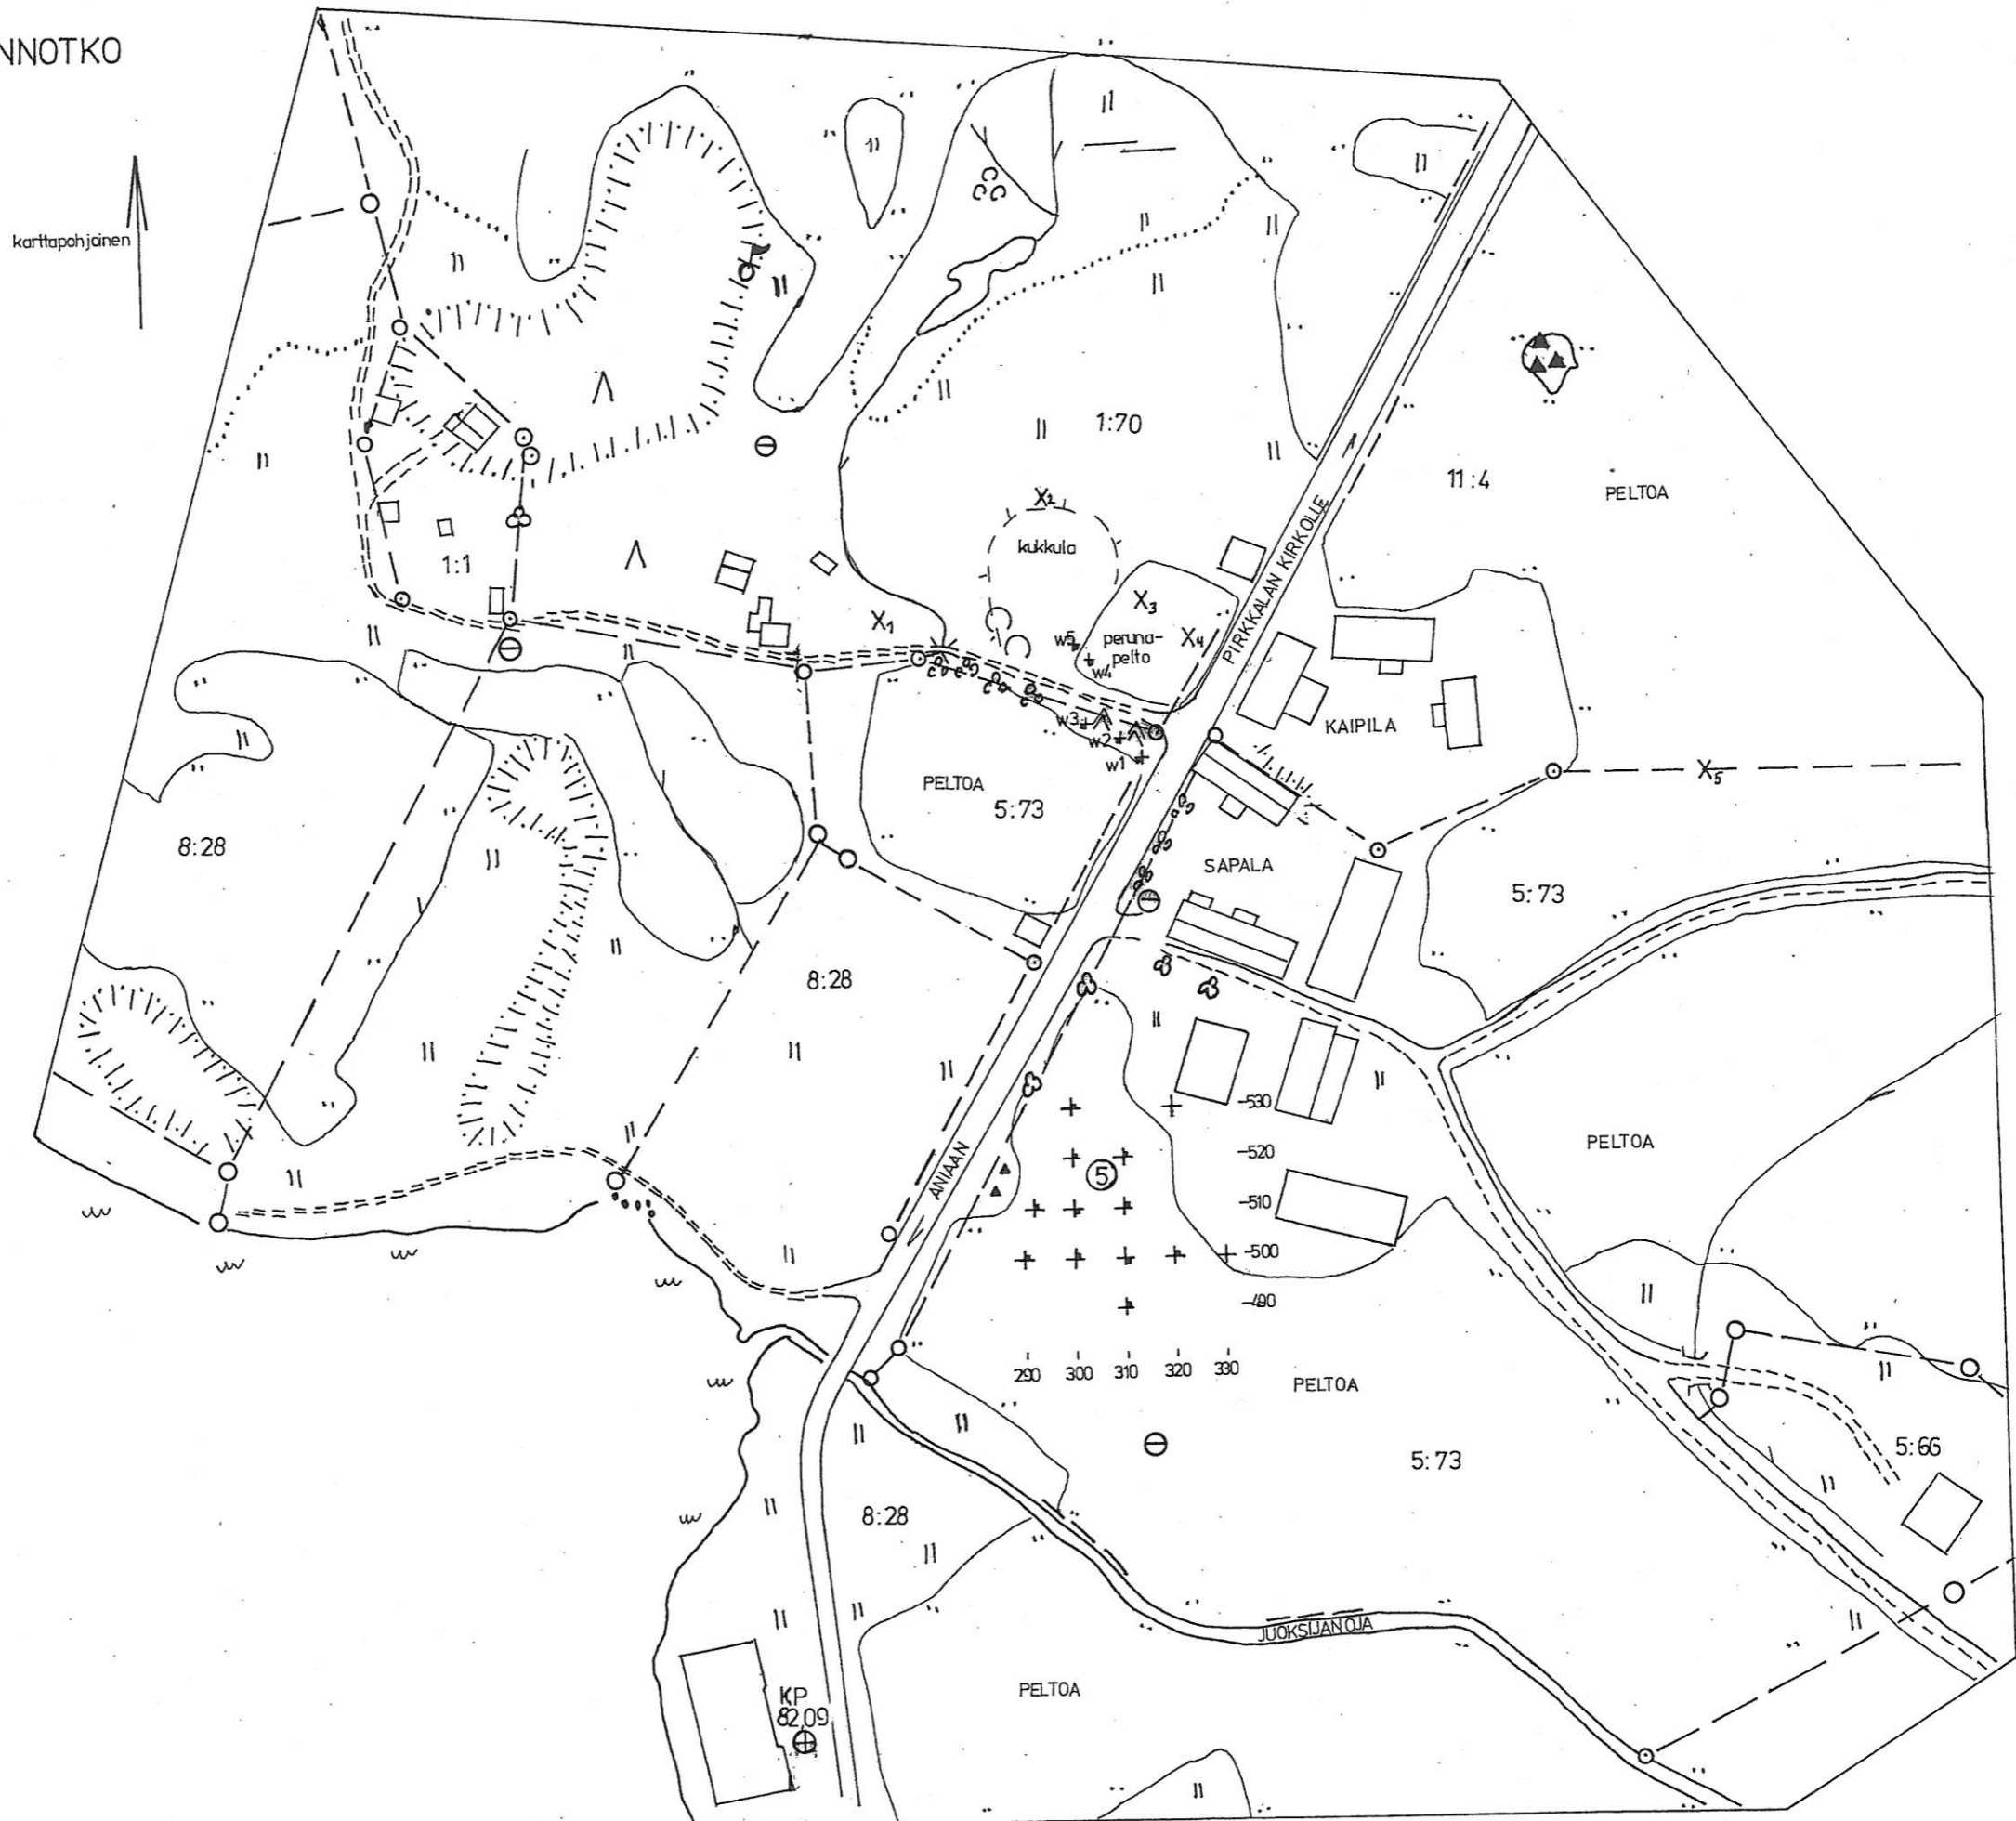 NNOTKO
karttapohjoinen
1:70
11:4
PELTOA
X2
kukkula
PIRKKALAN KIRKOLLE
1:1
X1
X3
w5
peruna-
pelto
X4
w4
w3
w2
w1
KAIPILA
X5
PELTOA
5:73
8:28
SAPALA
5:73
8:28
-530
PELTOA
-520
ANIAAN
5
-510
-500
290
300
310
320
330
PELTOA
5:73
5:66
8:28
JUOKSIJANOJA
PELTOA
KP
82,09